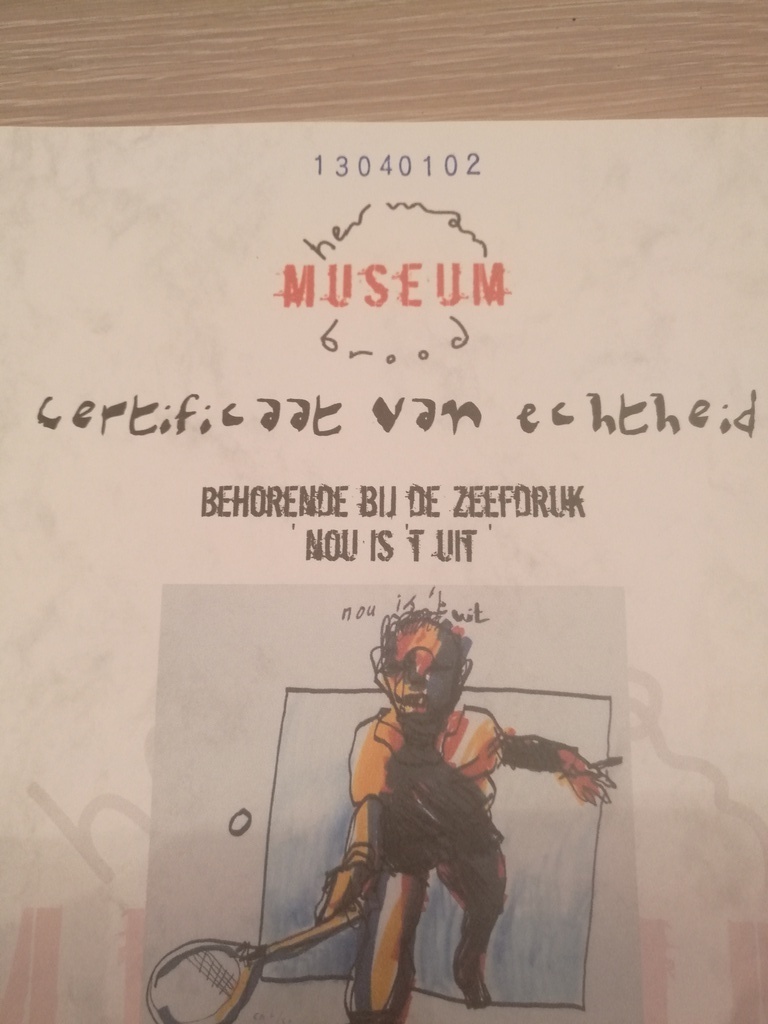 13040102
herman
MUSEUM
brood
certificaat van echtheid
BEHORENDE BIJ DE ZEEFDRUK
'NOU IS 'T UIT'
nou is 't uit